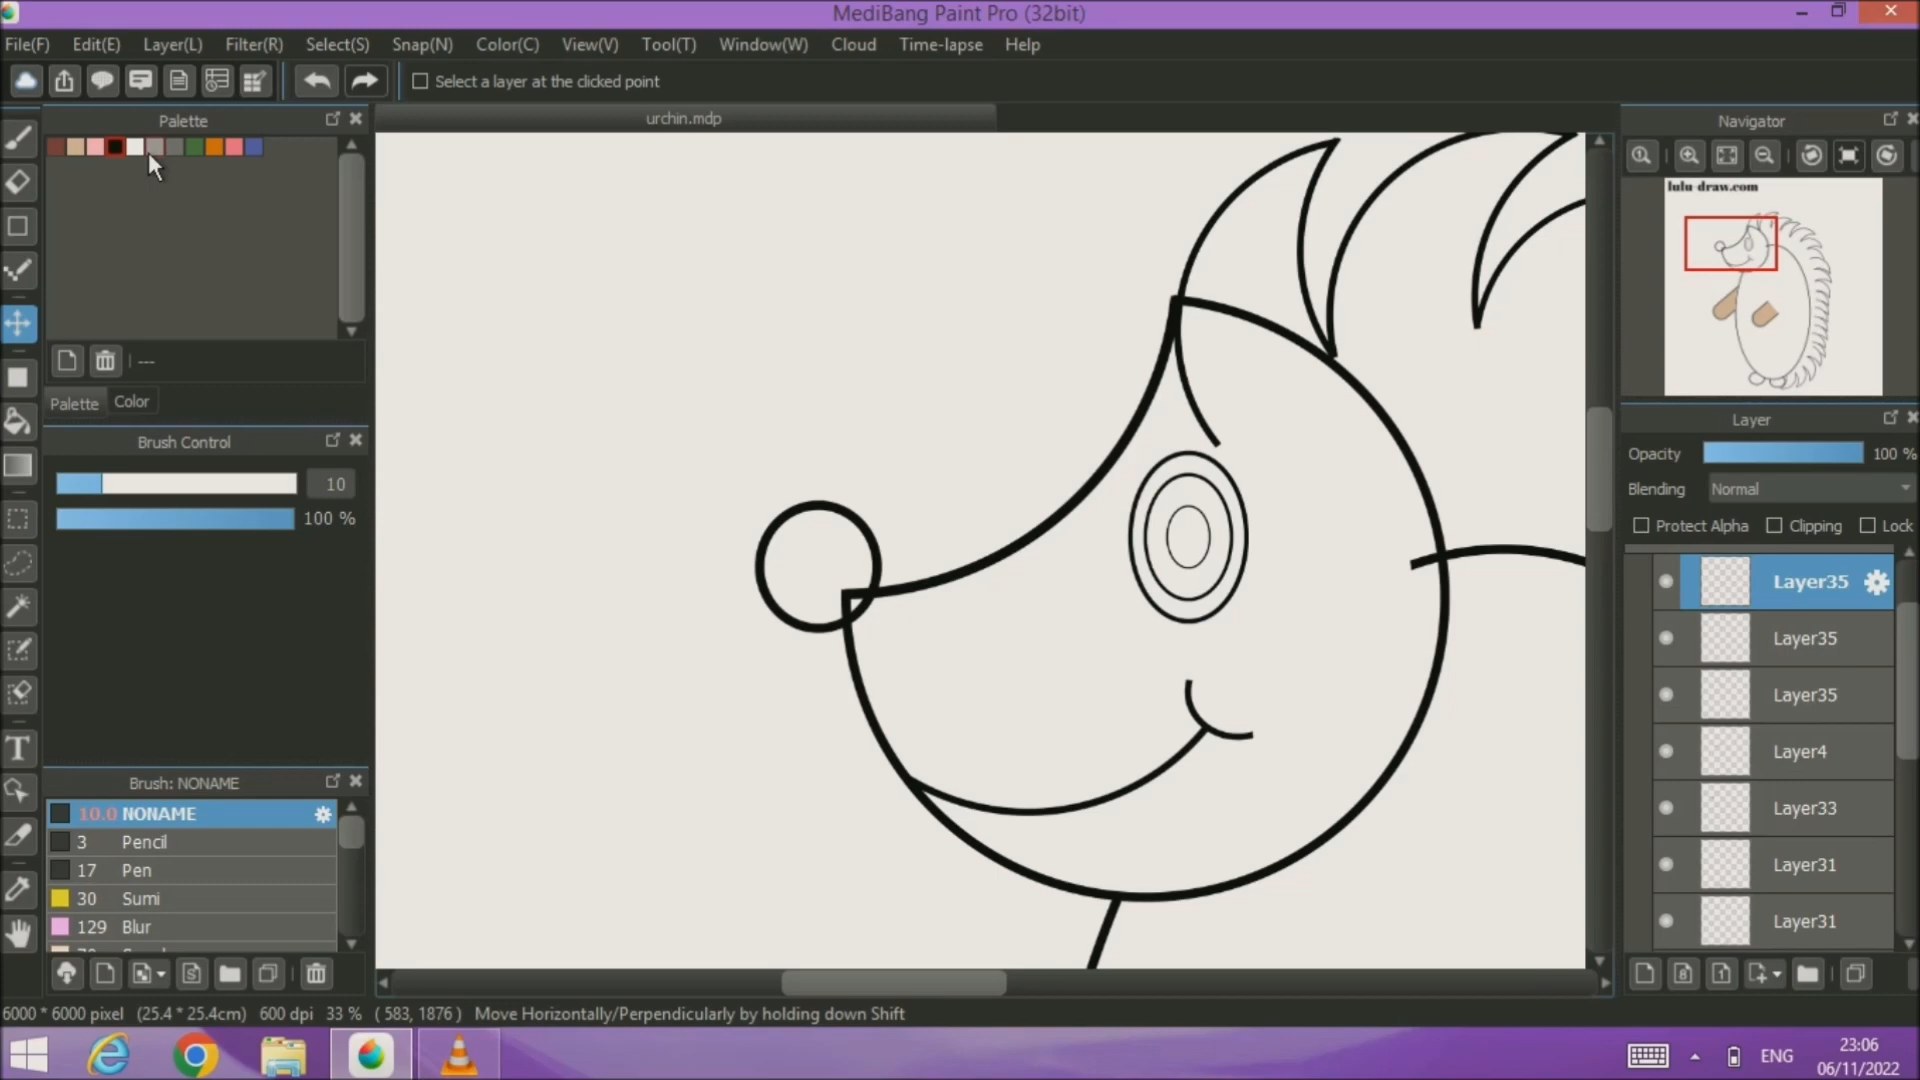 MediBang Paint Pro (32bit)
File(F) Edit(E) Layer(L) Filter(R) Select(S) Snap(N) Color(C) View(V) Tool(T) Window(W) Cloud Time-lapse Help
Select a layer at the clicked point
Palette
urchin.mdp
Navigator
lulu-draw.com
---
Palette Color
Brush Control
10
100 %
Layer
Opacity 100 %
Blending Normal
Protect Alpha Clipping Lock
Layer35
Layer35
Layer35
Layer4
Layer33
Layer31
Layer31
Brush: NONAME
10.0 NONAME
3 Pencil
17 Pen
30 Sumi
129 Blur
6000 * 6000 pixel (25.4 * 25.4cm) 600 dpi 33 % ( 583, 1876 ) Move Horizontally/Perpendicularly by holding down Shift
ENG
23:06
06/11/2022